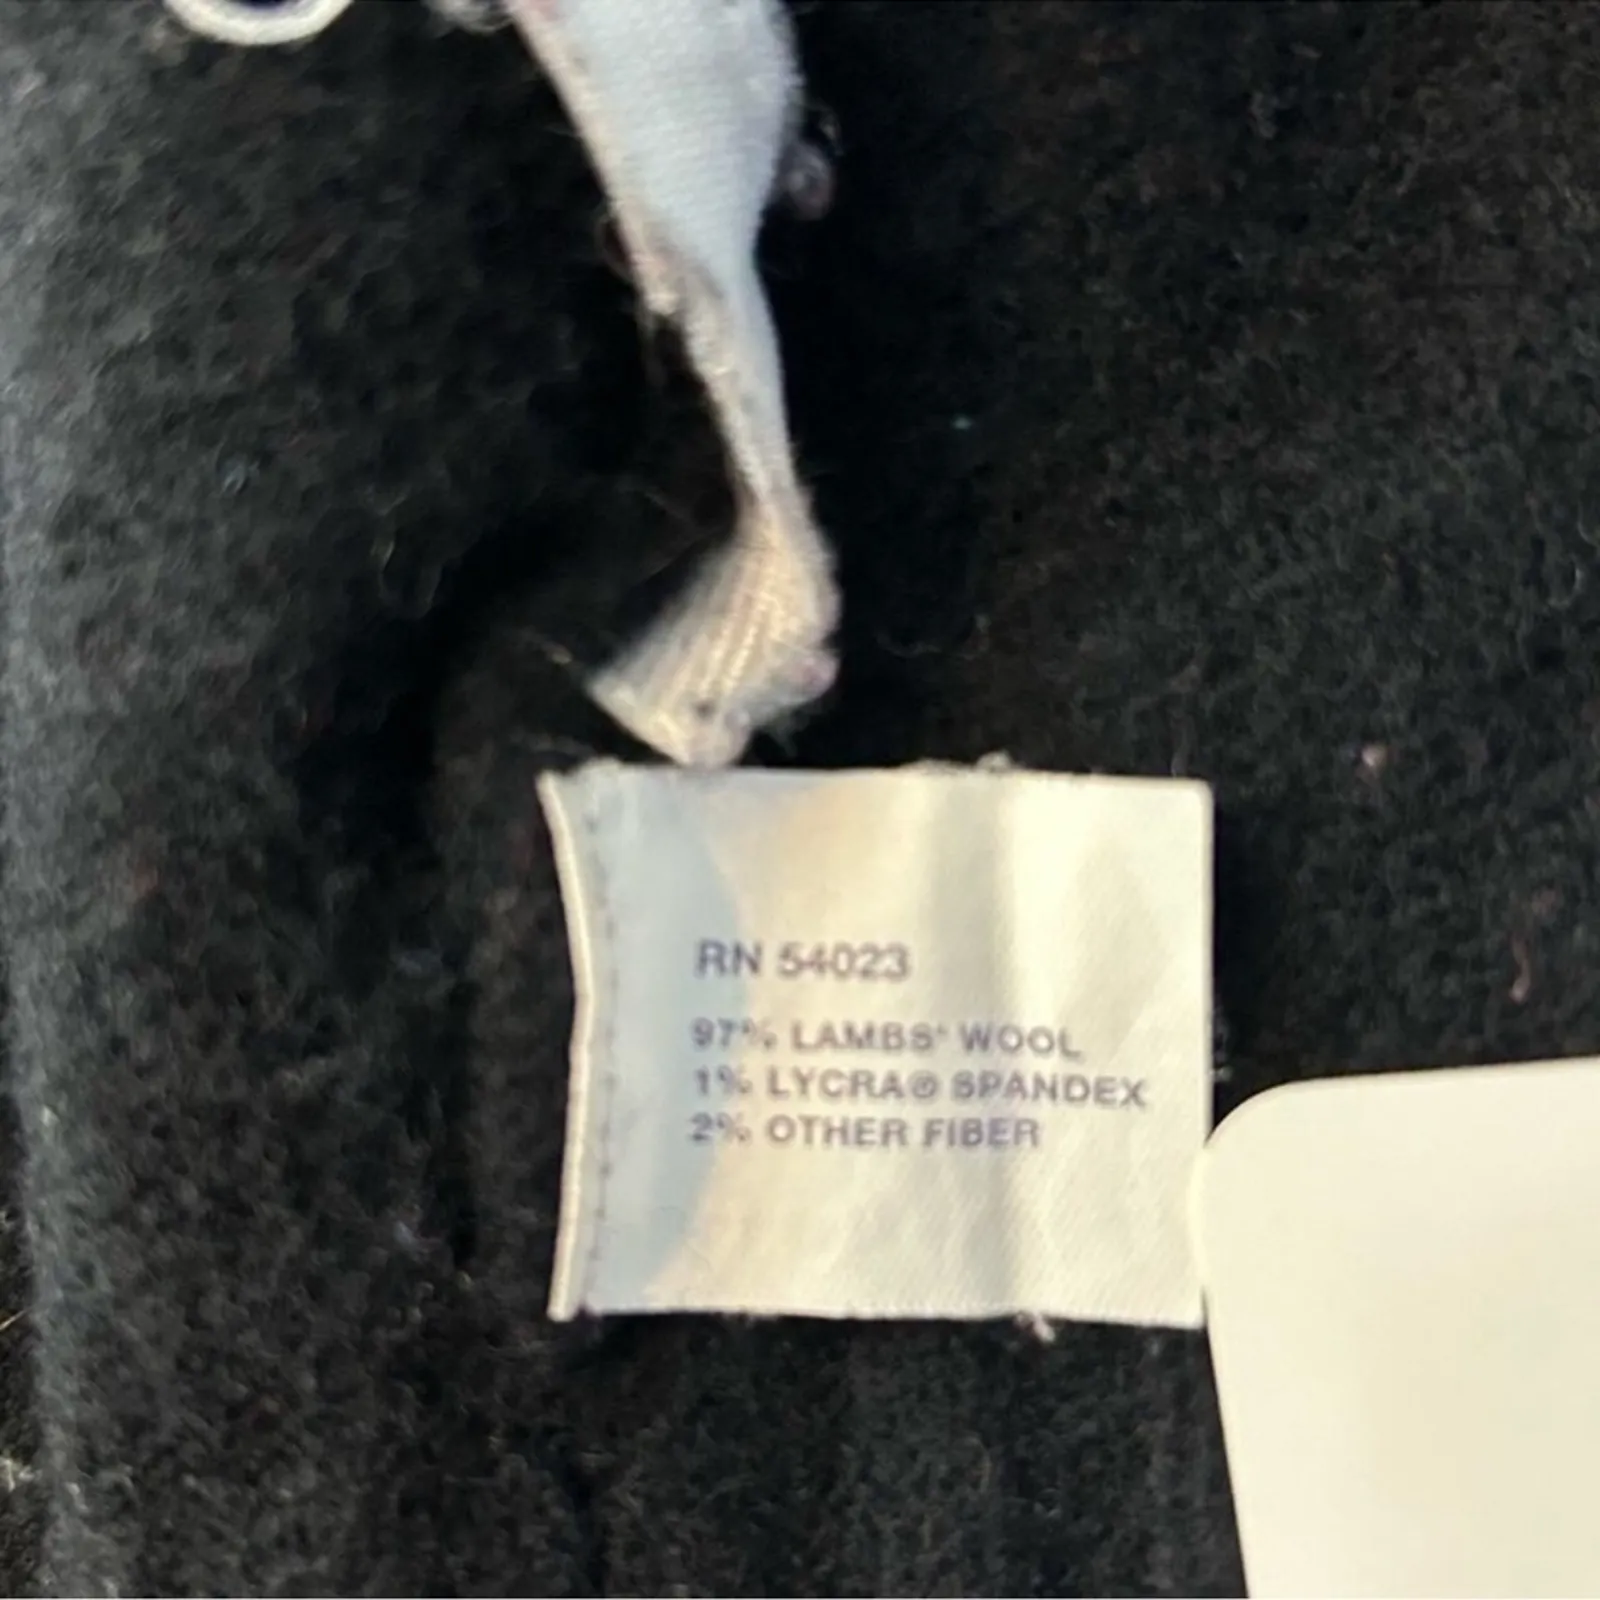 RN 54023
97% LAMBS' WOOL
1% LYCRA® SPANDEX
2% OTHER FIBER